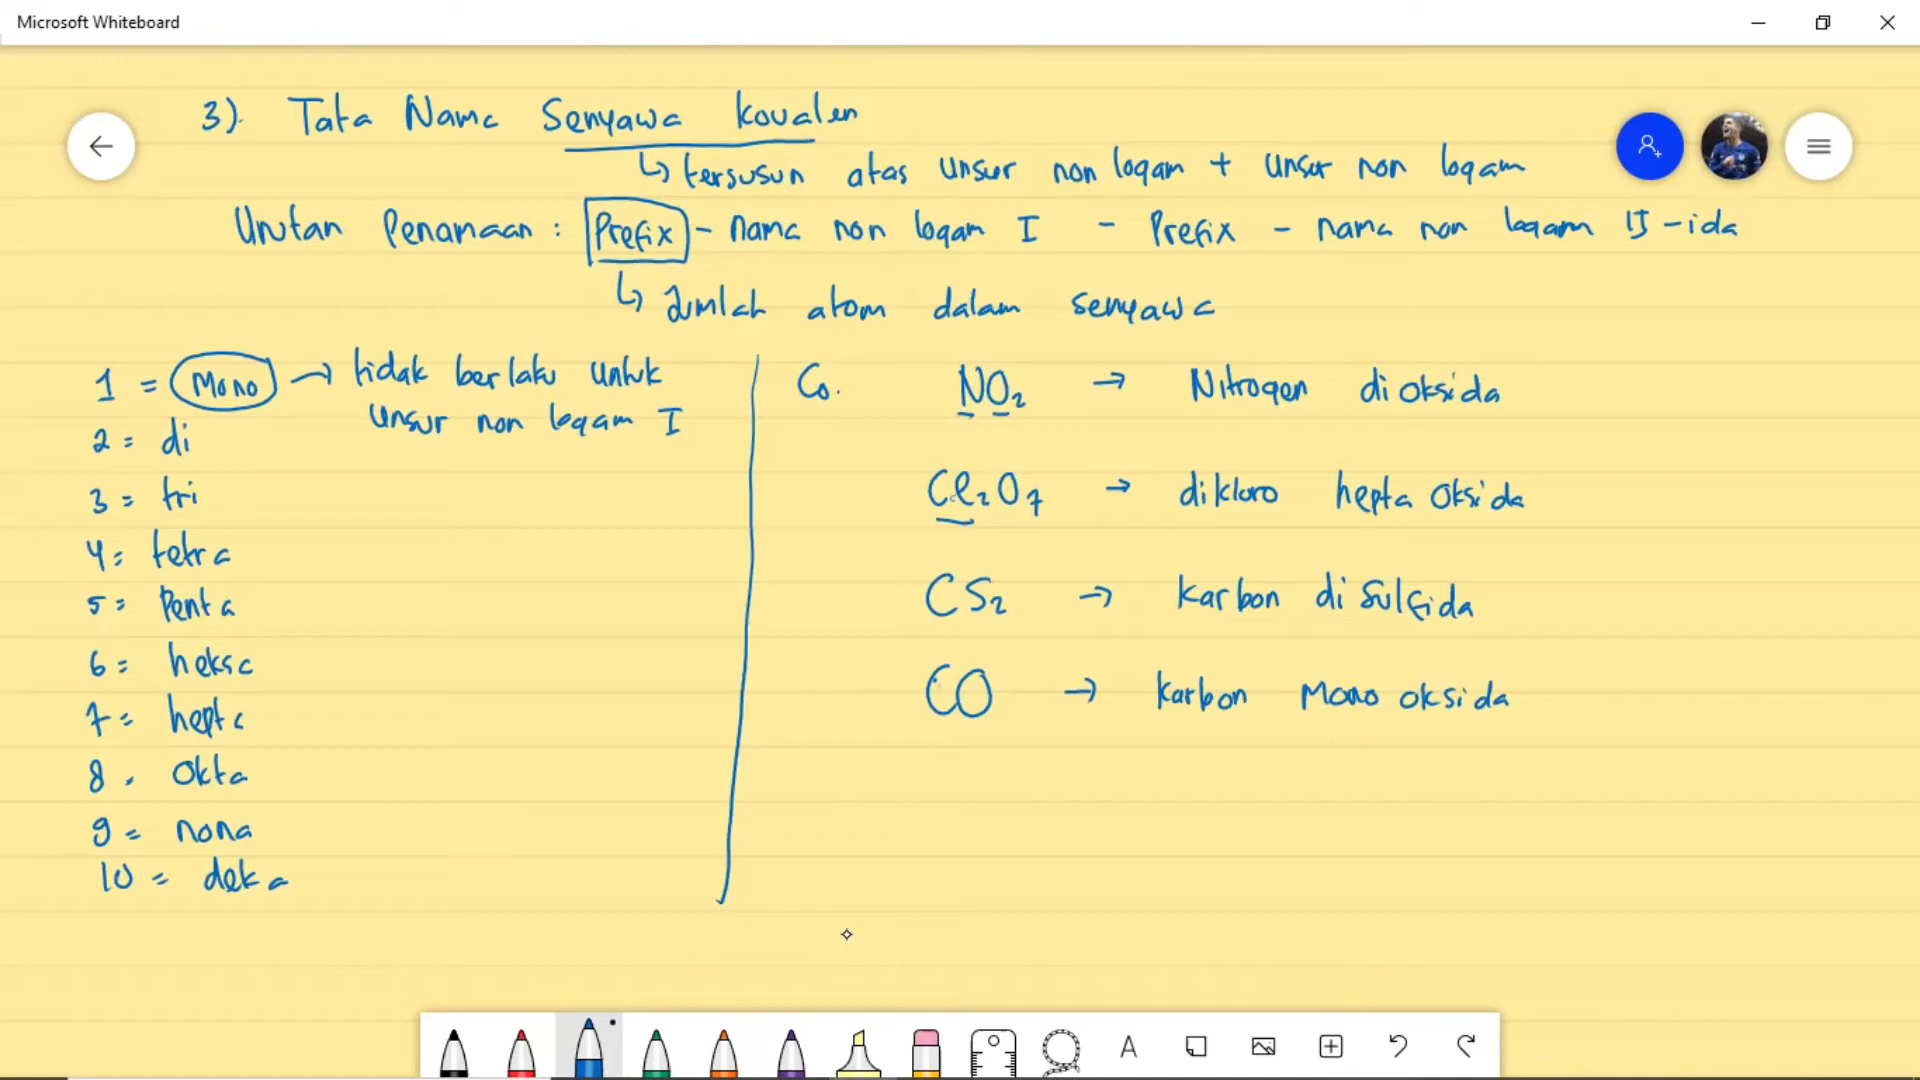 Microsoft Whiteboard
3). Tata Nama Senyawa Kovalen
↳ tersusun atas unsur non logam + unsur non logam
Urutan Penamaan : Prefix - nama non logam I - Prefix - nama non logam II -ida
↳ Jumlah atom dalam senyawa
1 = Mono → tidak berlaku untuk
unsur non logam I
2 = di
3 = tri
4 = tetra
5 = Penta
6 = heksa
7 = hepta
8 = Okta
9 = nona
10 = deka
Co. NO₂ → Nitrogen dioksida
Cl₂O₇ → dikloro hepta Oksida
CS₂ → Karbon disulfida
CO → Karbon Mono oksida
A